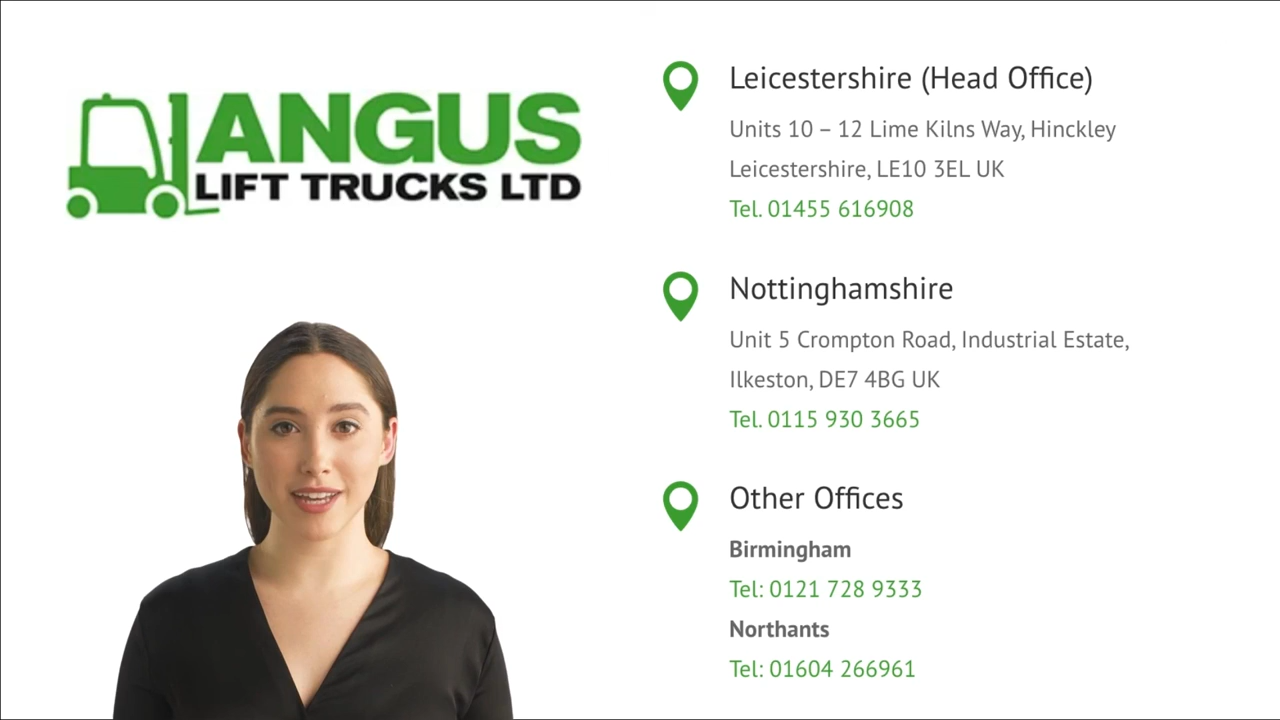 ANGUS
LIFT TRUCKS LTD
Leicestershire (Head Office)
Units 10 – 12 Lime Kilns Way, Hinckley
Leicestershire, LE10 3EL UK
Tel. 01455 616908
Nottinghamshire
Unit 5 Crompton Road, Industrial Estate,
Ilkeston, DE7 4BG UK
Tel. 0115 930 3665
Other Offices
Birmingham
Tel: 0121 728 9333
Northants
Tel: 01604 266961